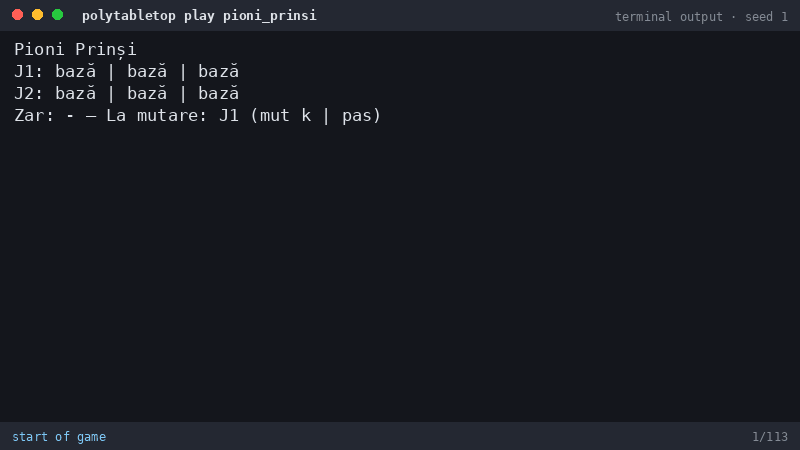 polytabletop play pioni_prinsi
terminal output · seed 1
Pioni Prinși
J1: bază | bază | bază
J2: bază | bază | bază
Zar: - — La mutare: J1 (mut k | pas)
start of game
1/113